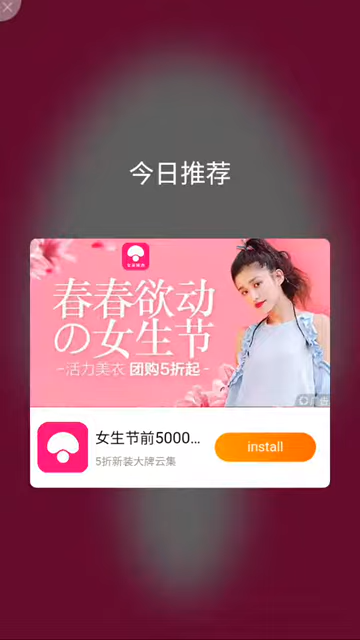 今日推荐
春春欲动
の女生节
-活力美衣 团购5折起-
女生节前5000...
5折新装大牌云集
install